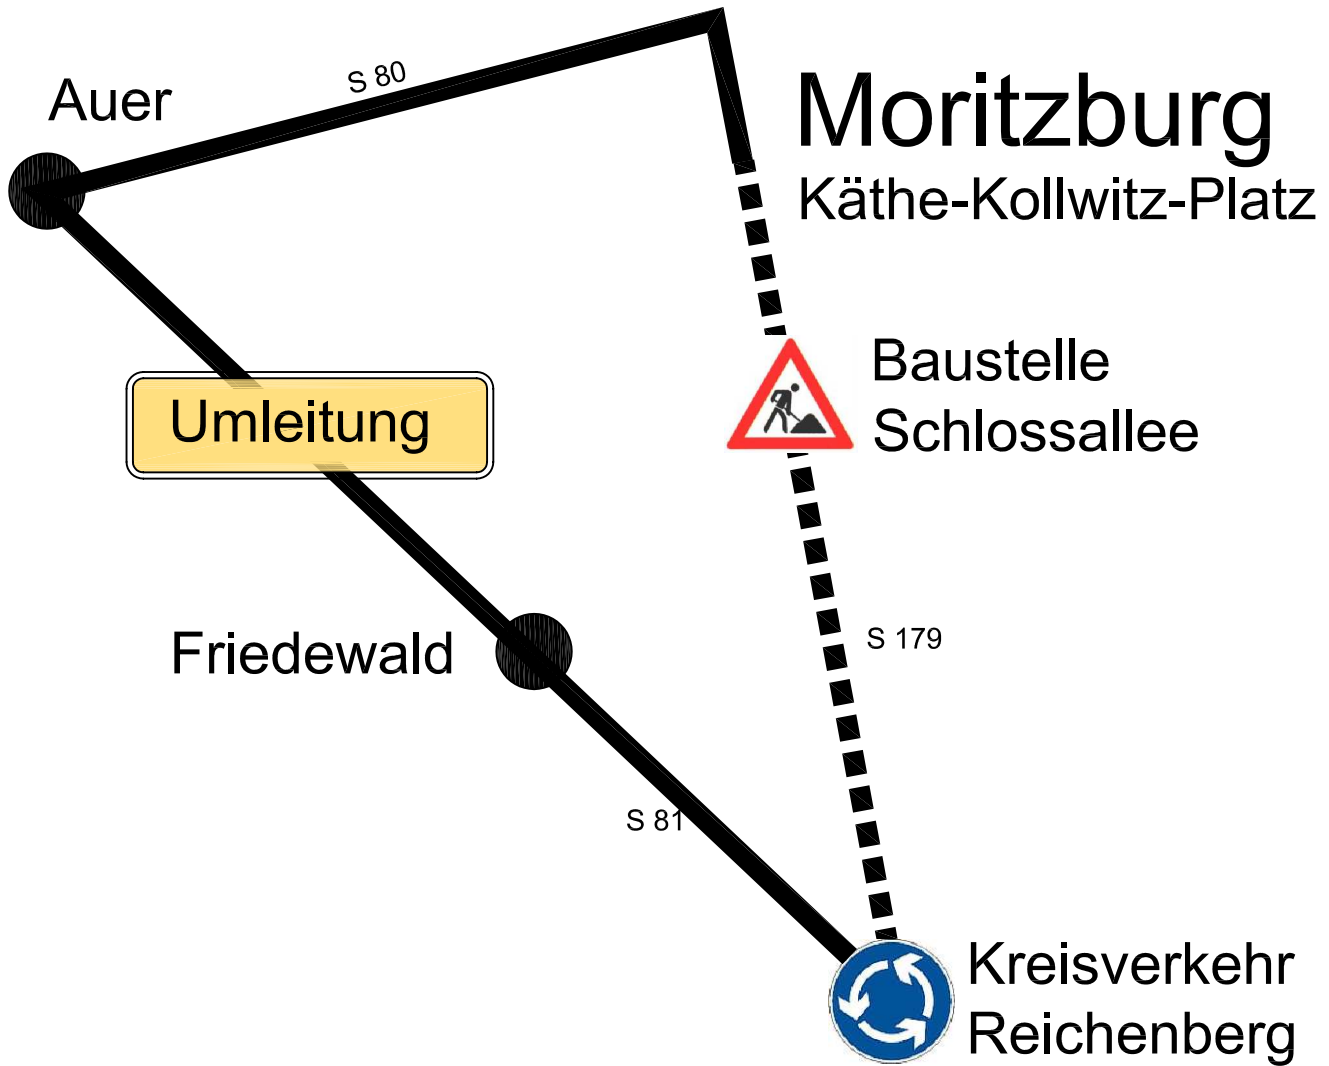 S 80
Auer
Moritzburg
Käthe-Kollwitz-Platz
Baustelle
Schlossallee
Umleitung
Friedewald
S 179
S 81
Kreisverkehr
Reichenberg